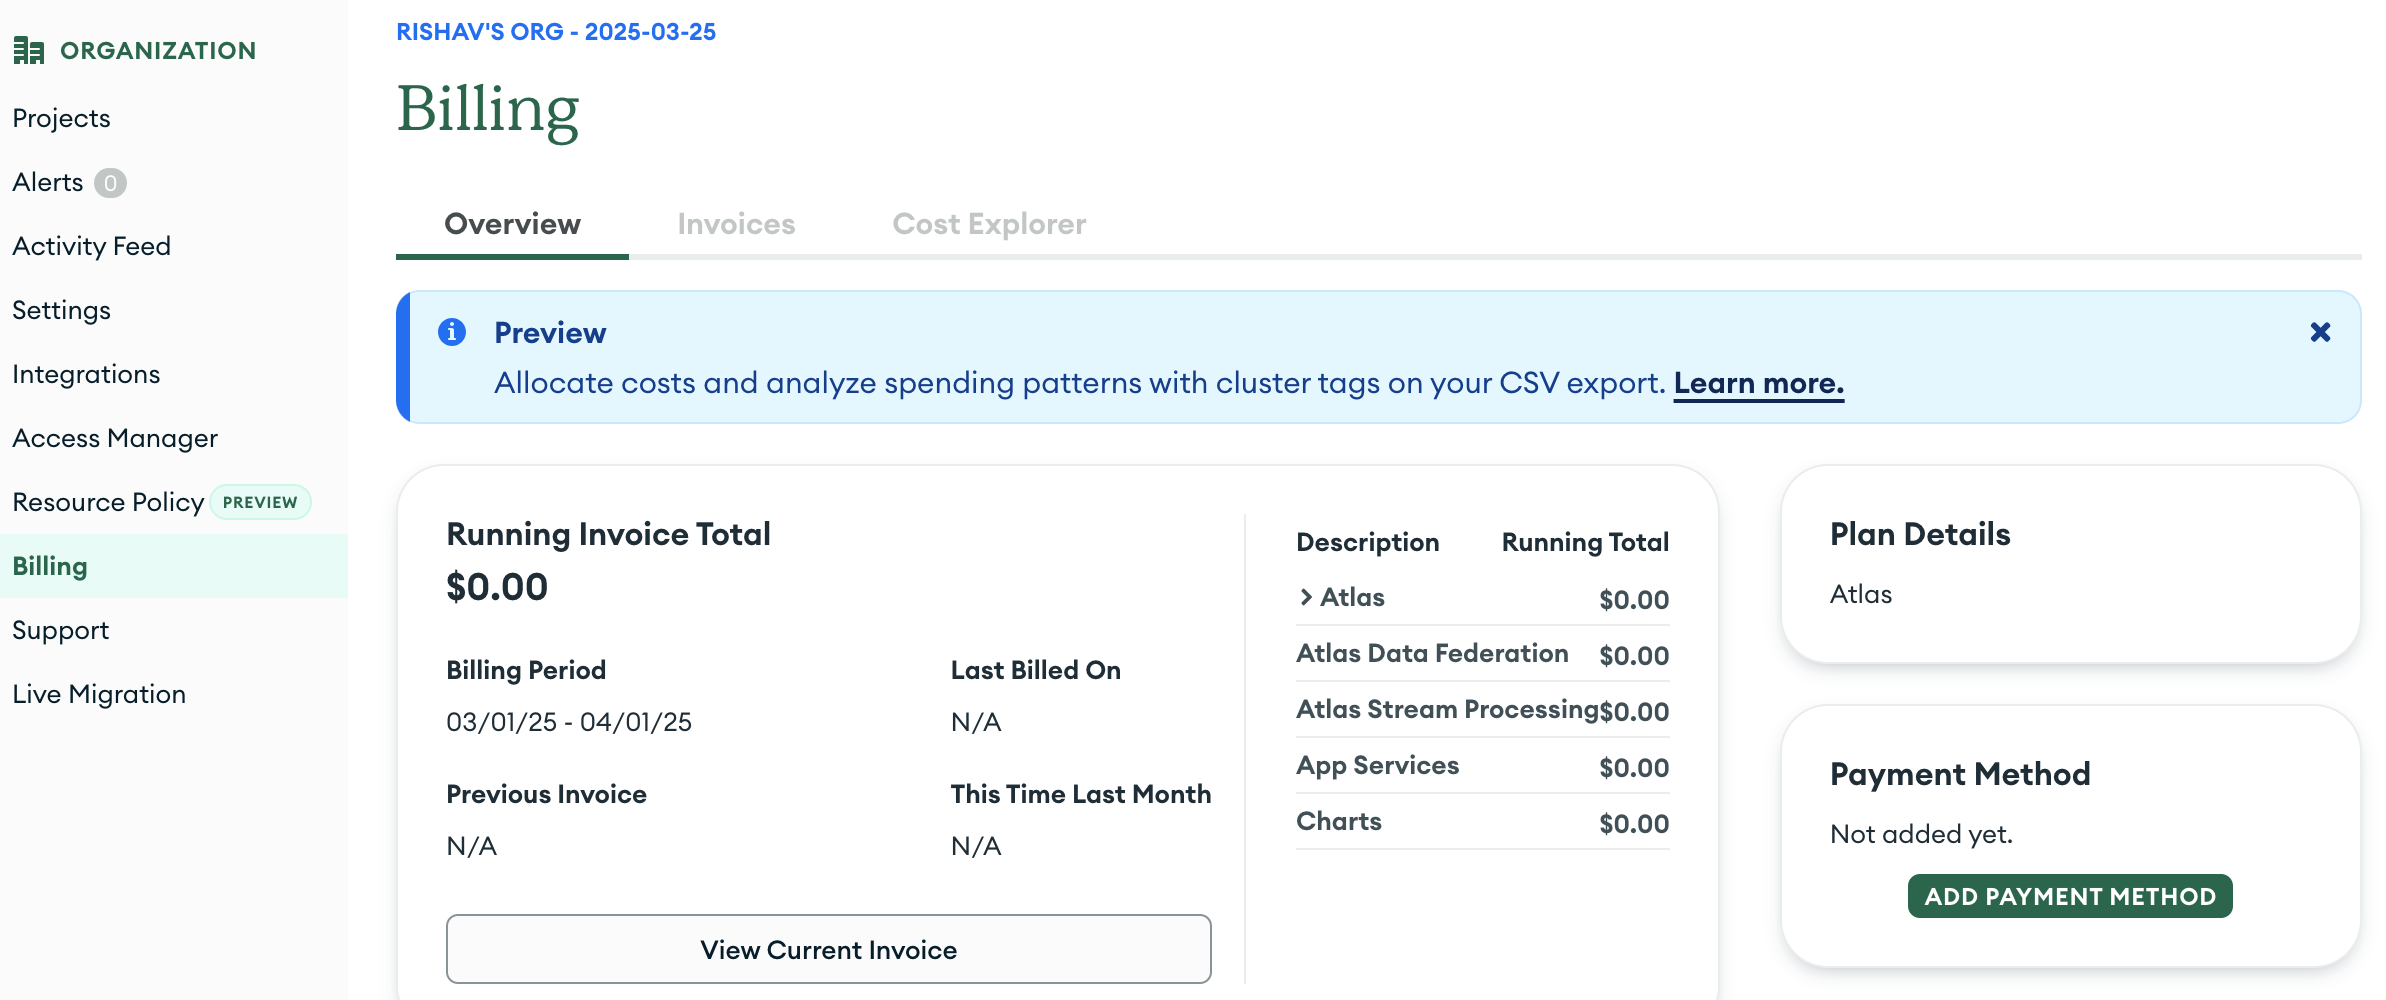 ORGANIZATION
Projects
Alerts 0
Activity Feed
Settings
Integrations
Access Manager
Resource Policy PREVIEW
Billing
Support
Live Migration
RISHAV'S ORG - 2025-03-25
Billing
Overview Invoices Cost Explorer
Preview
Allocate costs and analyze spending patterns with cluster tags on your CSV export. Learn more.
Running Invoice Total
$0.00
Billing Period
03/01/25 - 04/01/25
Last Billed On
N/A
Previous Invoice
N/A
This Time Last Month
N/A
View Current Invoice
Description Running Total
Atlas $0.00
Atlas Data Federation $0.00
Atlas Stream Processing $0.00
App Services $0.00
Charts $0.00
Plan Details
Atlas
Payment Method
Not added yet.
ADD PAYMENT METHOD